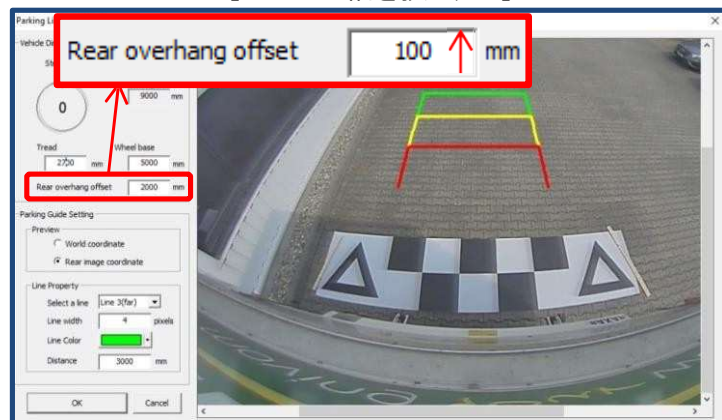 Parking Li
Rear overhang offset 100 mm
Vehicle Da
St
0
9000 mm
Tread Wheel base
2700 mm 5000 mm
Rear overhang offset 2000 mm
Parking Guide Setting
Preview
World coordinate
Rear image coordinate
Line Property
Select a line Line 3(far)
Line width 4 pixels
Line Color
Distance 3000 mm
OK Cancel